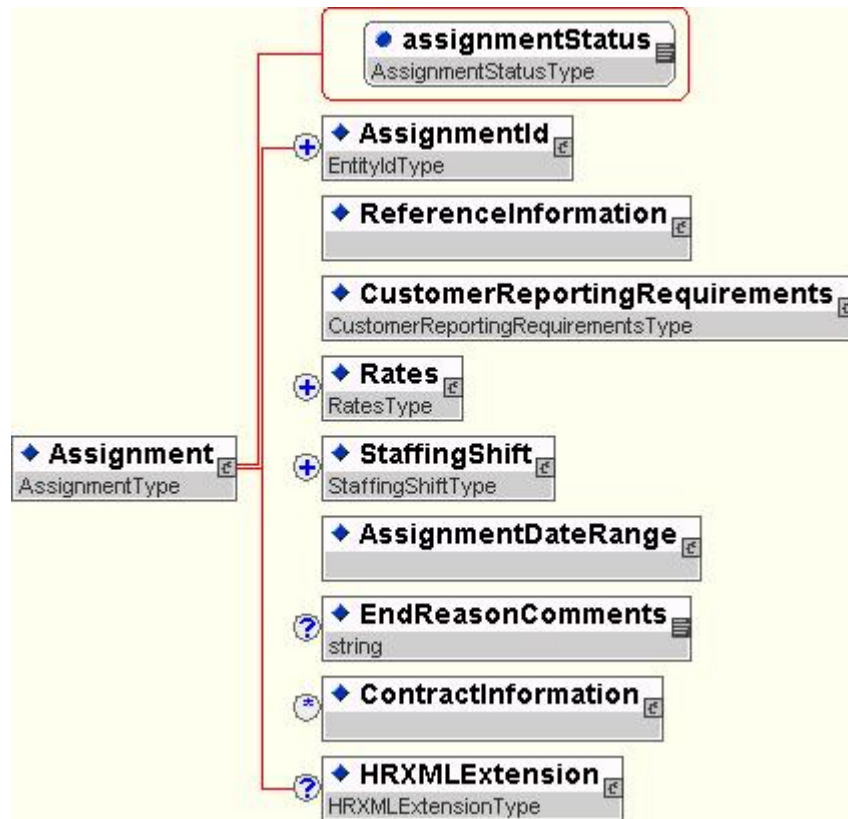 assignmentStatus
AssignmentStatusType
+ AssignmentId
EntityIdType
ReferenceInformation
CustomerReportingRequirements
CustomerReportingRequirementsType
+ Rates
RatesType
Assignment
AssignmentType
+ StaffingShift
StaffingShiftType
AssignmentDateRange
? EndReasonComments
string
* ContractInformation
? HRXMLExtension
HRXMLExtensionType